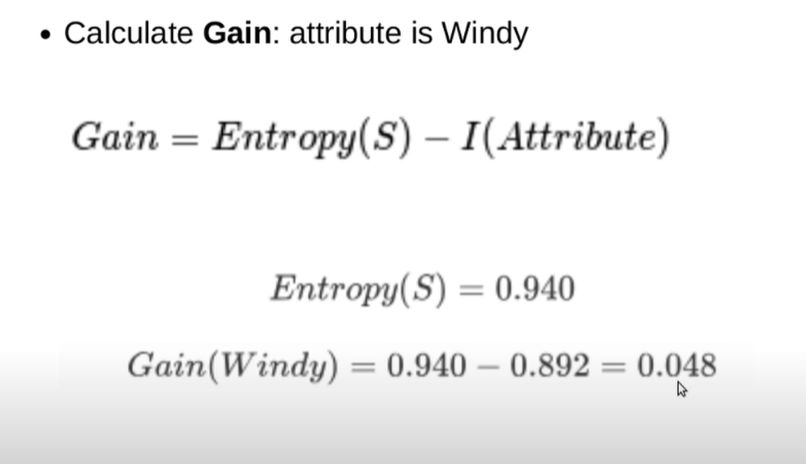 • Calculate Gain: attribute is Windy
Gain = Entropy(S) − I(Attribute)
Entropy(S) = 0.940
Gain(Windy) = 0.940 − 0.892 = 0.048